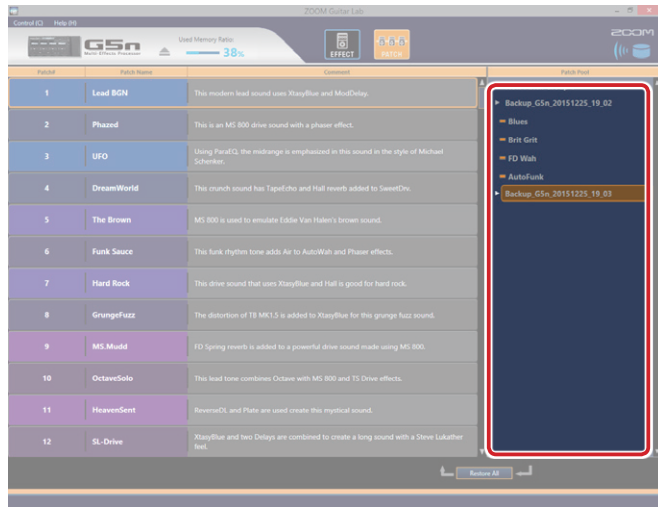 ZOOM Guitar Lab
Control (C) Help (H)
G5n
Multi-Effects Processor
Used Memory Ratio:
38%
EFFECT
PATCH
ZOOM
Patch#
Patch Name
Comment
Patch Pool
1 Lead BGN This modern lead sound uses XtasyBlue and ModDelay.
2 Phazed This is an MS 800 drive sound with a phaser effect.
3 UFO Using ParaEQ, the midrange is emphasized in this sound in the style of Michael
Schenker.
4 DreamWorld This crunch sound has TapeEcho and Hall reverb added to SweetDrv.
5 The Brown MS 800 is used to emulate Eddie Van Halen's brown sound.
6 Funk Sauce This funk rhythm tone adds Air to AutoWah and Phaser effects.
7 Hard Rock This drive sound that uses XtasyBlue and Hall is good for hard rock.
8 GrungeFuzz The distortion of TB MK1.5 is added to XtasyBlue for this grunge fuzz sound.
9 MS.Mudd FD Spring reverb is added to a powerful drive sound made using MS 800.
10 OctaveSolo This lead tone combines Octave with MS 800 and TS Drive effects.
11 HeavenSent ReverseDL and Plate are used create this mystical sound.
12 SL-Drive XtasyBlue and two Delays are combined to create a long sound with a Steve Lukather
feel.
Backup_G5n_20151225_19_02
Blues
Brit Grit
FD Wah
AutoFunk
Backup_G5n_20151225_19_03
Restore All